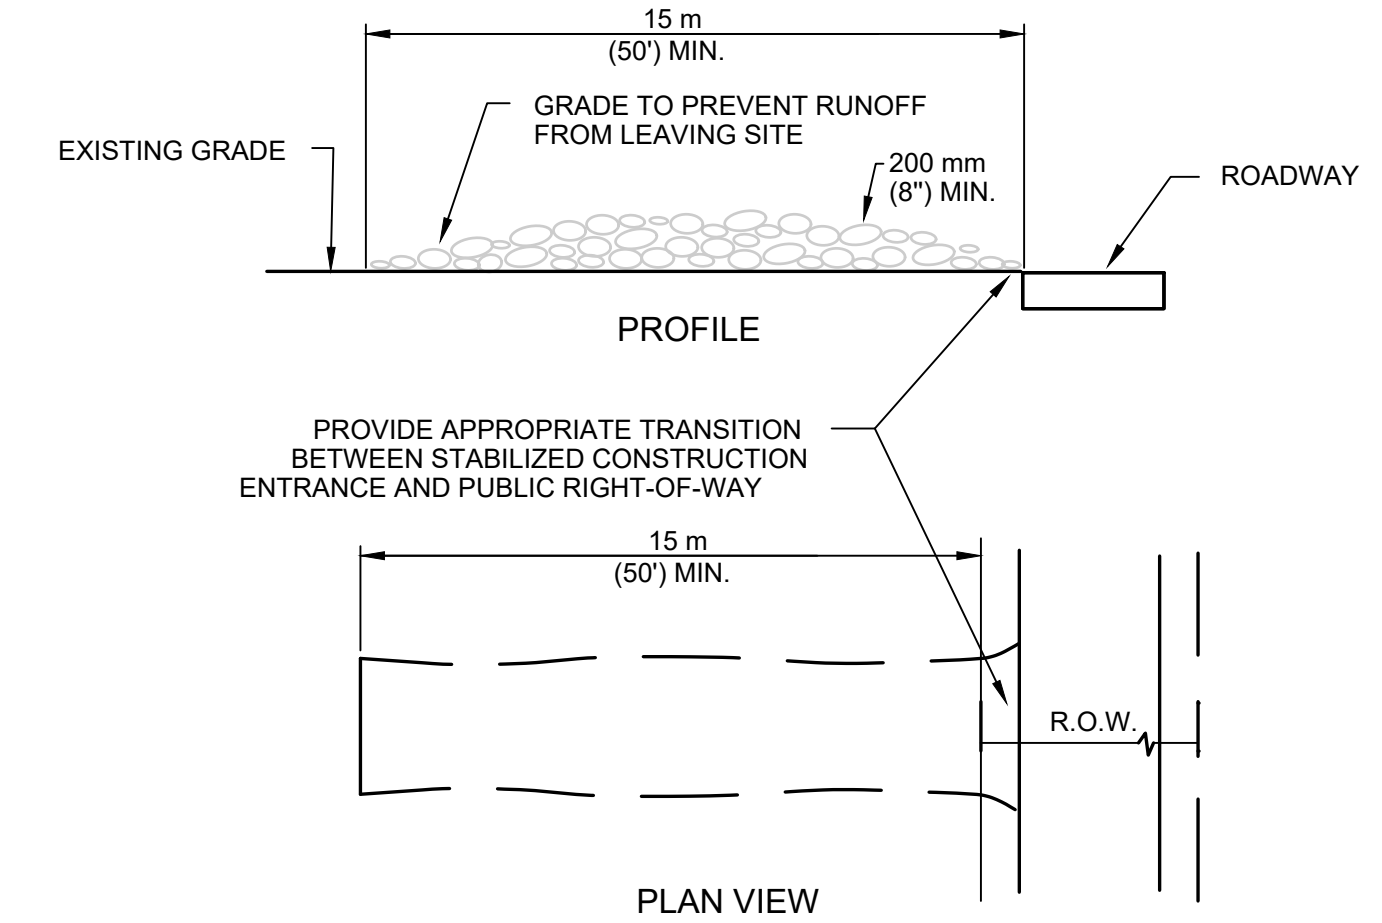 15 m
(50') MIN.
GRADE TO PREVENT RUNOFF
FROM LEAVING SITE
EXISTING GRADE
200 mm
(8") MIN.
ROADWAY
PROFILE
PROVIDE APPROPRIATE TRANSITION
BETWEEN STABILIZED CONSTRUCTION
ENTRANCE AND PUBLIC RIGHT-OF-WAY
15 m
(50') MIN.
R.O.W.
PLAN VIEW